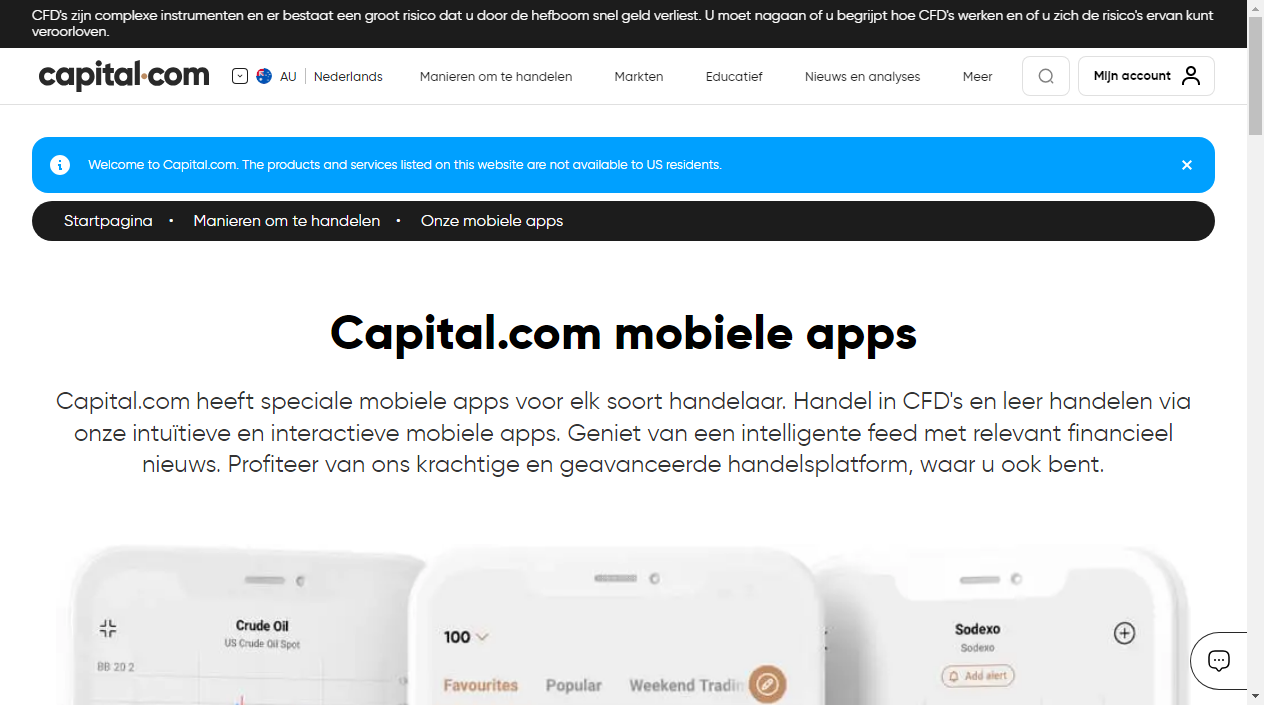 CFD's zijn complexe instrumenten en er bestaat een groot risico dat u door de hefboom snel geld verliest. U moet nagaan of u begrijpt hoe CFD's werken en of u zich de risico's ervan kunt
veroorloven.
capital.com AU Nederlands Manieren om te handelen Markten Educatief Nieuws en analyses Meer Mijn account
Welcome to Capital.com. The products and services listed on this website are not available to US residents.
Startpagina • Manieren om te handelen • Onze mobiele apps
Capital.com mobiele apps
Capital.com heeft speciale mobiele apps voor elk soort handelaar. Handel in CFD's en leer handelen via
onze intuïtieve en interactieve mobiele apps. Geniet van een intelligente feed met relevant financieel
nieuws. Profiteer van ons krachtige en geavanceerde handelsplatform, waar u ook bent.
Crude Oil
US Crude Oil Spot
BB 20 2
100
Favourites Popular Weekend Tradin
Sodexo
Sodexo
Add alert